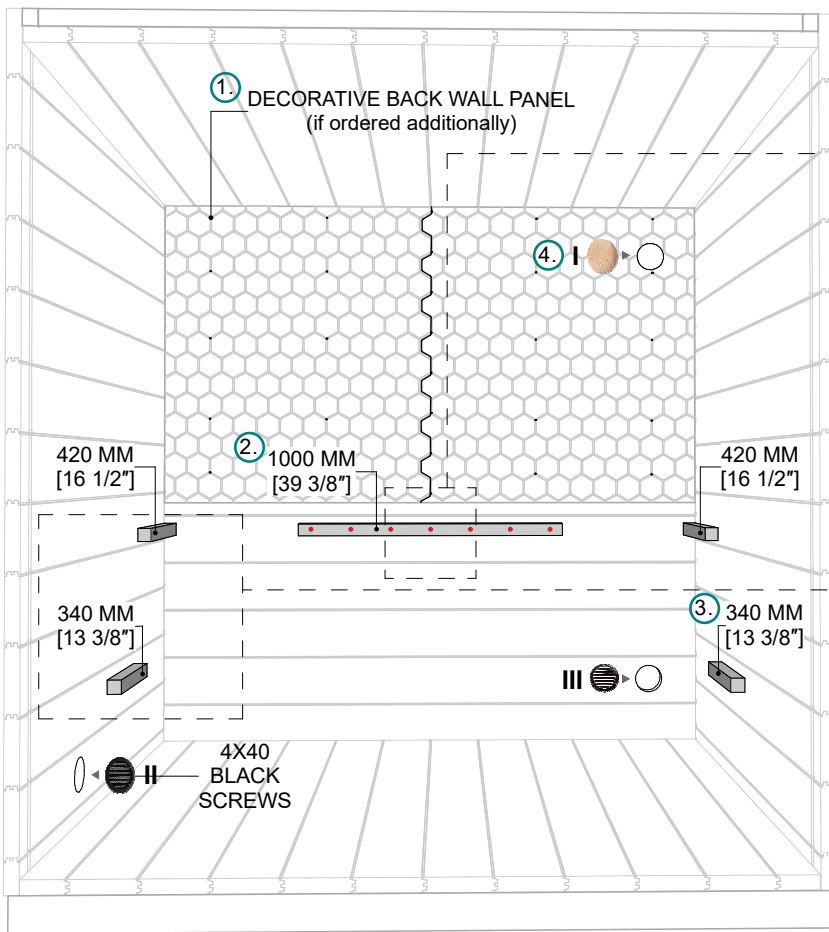 1. DECORATIVE BACK WALL PANEL
(if ordered additionally)
4. I
2. 1000 MM
[39 3/8"]
420 MM
[16 1/2"]
420 MM
[16 1/2"]
340 MM
[13 3/8"]
3. 340 MM
[13 3/8"]
III
II
4X40
BLACK
SCREWS